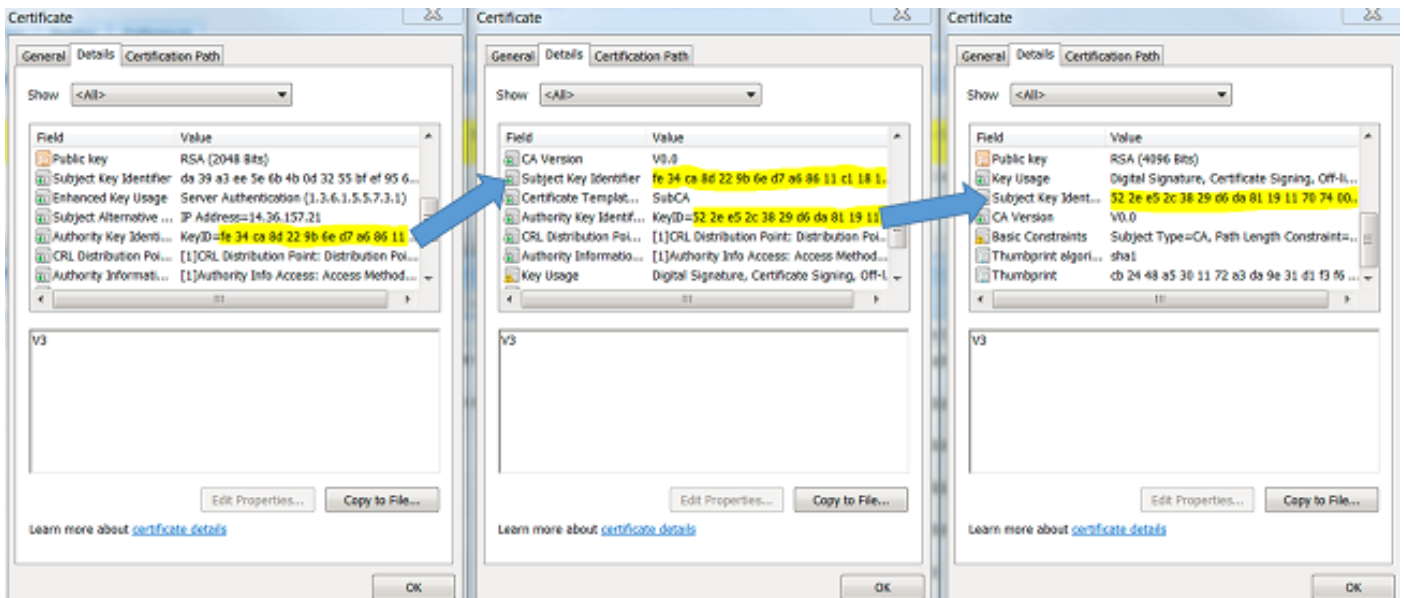 Certificate
General Details Certification Path
Show <All>
Field Value
Public key RSA (2048 Bits)
Subject Key Identifier da 39 a3 ee 5e 6b 4b 0d 32 55 bf ef 95 6...
Enhanced Key Usage Server Authentication (1.3.6.1.5.5.7.3.1)
Subject Alternative ... IP Address=14.36.157.21
Authority Key Identi... KeyID=fe 34 ca 8d 22 9b 6e d7 a6 86 11 ...
CRL Distribution Poi... [1]CRL Distribution Point: Distribution Poi...
Authority Informati... [1]Authority Info Access: Access Method...
V3
Edit Properties... Copy to File...
Learn more about certificate details
OK
Certificate
General Details Certification Path
Show <All>
Field Value
CA Version V0.0
Subject Key Identifier fe 34 ca 8d 22 9b 6e d7 a6 86 11 c1 18 1...
Certificate Templat... SubCA
Authority Key Identif... KeyID=52 2e e5 2c 38 29 d6 da 81 19 11
CRL Distribution Poi... [1]CRL Distribution Point: Distribution Poi...
Authority Informatio... [1]Authority Info Access: Access Method...
Key Usage Digital Signature, Certificate Signing, Off-l...
V3
Edit Properties... Copy to File...
Learn more about certificate details
OK
Certificate
General Details Certification Path
Show <All>
Field Value
Public key RSA (4096 Bits)
Key Usage Digital Signature, Certificate Signing, Off-li...
Subject Key Ident... 52 2e e5 2c 38 29 d6 da 81 19 11 70 74 00...
CA Version V0.0
Basic Constraints Subject Type=CA, Path Length Constraint=...
Thumbprint algori... sha1
Thumbprint cb 24 48 a5 30 11 72 a3 da 9e 31 d1 f3 f6 ...
V3
Edit Properties... Copy to File...
Learn more about certificate details
OK